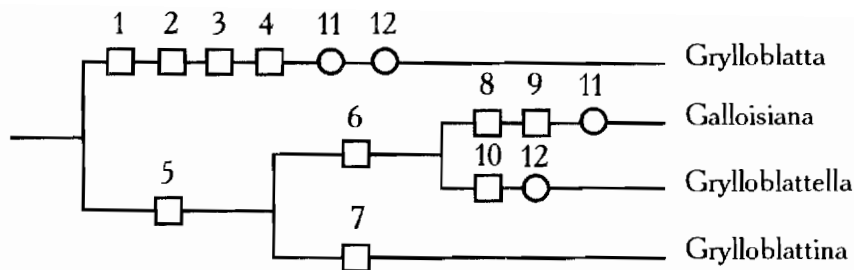 1 2 3 4 11 12
Grylloblatta
8 9 11
Galloisiana
6
10 12
Grylloblattella
5
7
Grylloblattina